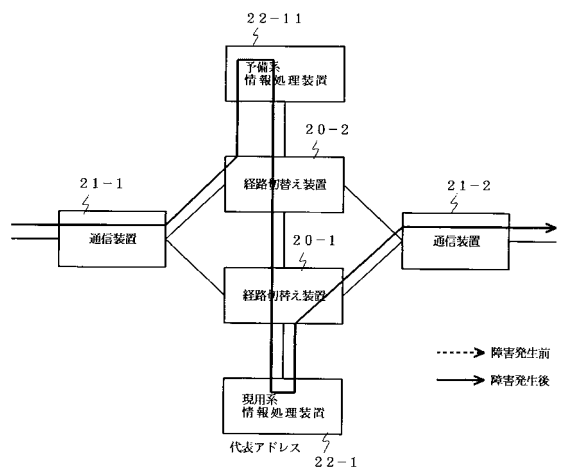 22-11
予備系
情報処理装置
20-2
経路切替え装置
21-1
通信装置
21-2
通信装置
20-1
経路切替え装置
障害発生前
障害発生後
現用系
情報処理装置
代表アドレス
22-1